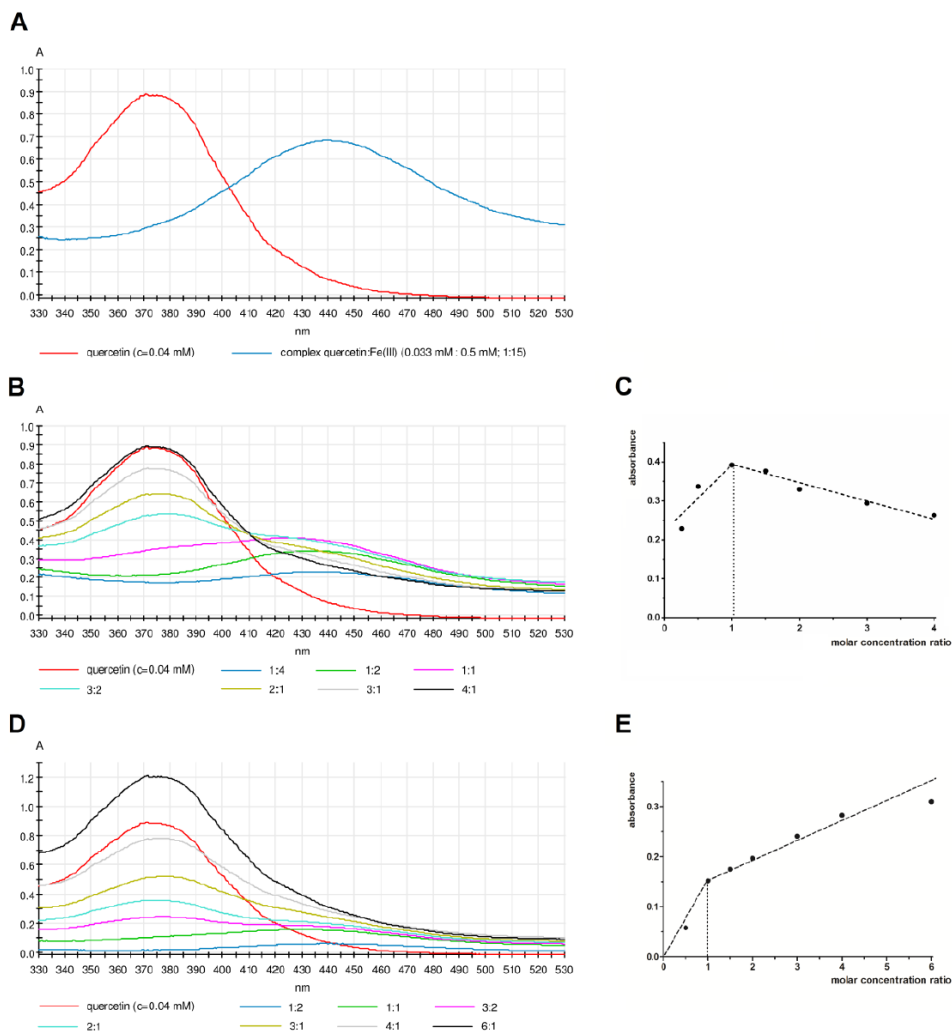 A
A
1.0
0.9
0.8
0.7
0.6
0.5
0.4
0.3
0.2
0.1
0.0
330 340 350 360 370 380 390 400 410 420 430 440 450 460 470 480 490 500 510 520 530
nm
quercetin (c=0.04 mM) complex quercetin:Fe(III) (0.033 mM : 0.5 mM; 1:15)
B
A
1.0
0.9
0.8
0.7
0.6
0.5
0.4
0.3
0.2
0.1
0.0
330 340 350 360 370 380 390 400 410 420 430 440 450 460 470 480 490 500 510 520 530
nm
quercetin (c=0.04 mM) 1:4 1:2 1:1
3:2 2:1 3:1 4:1
C
absorbance
0.4
0.3
0.2
0.1
0.0
0 1 2 3 4
molar concentration ratio
D
A
1.2
1.0
0.8
0.6
0.4
0.2
0.0
330 340 350 360 370 380 390 400 410 420 430 440 450 460 470 480 490 500 510 520 530
nm
quercetin (c=0.04 mM) 1:2 1:1 3:2
2:1 3:1 4:1 6:1
E
absorbance
0.3
0.2
0.1
0.0
0 1 2 3 4 5 6
molar concentration ratio